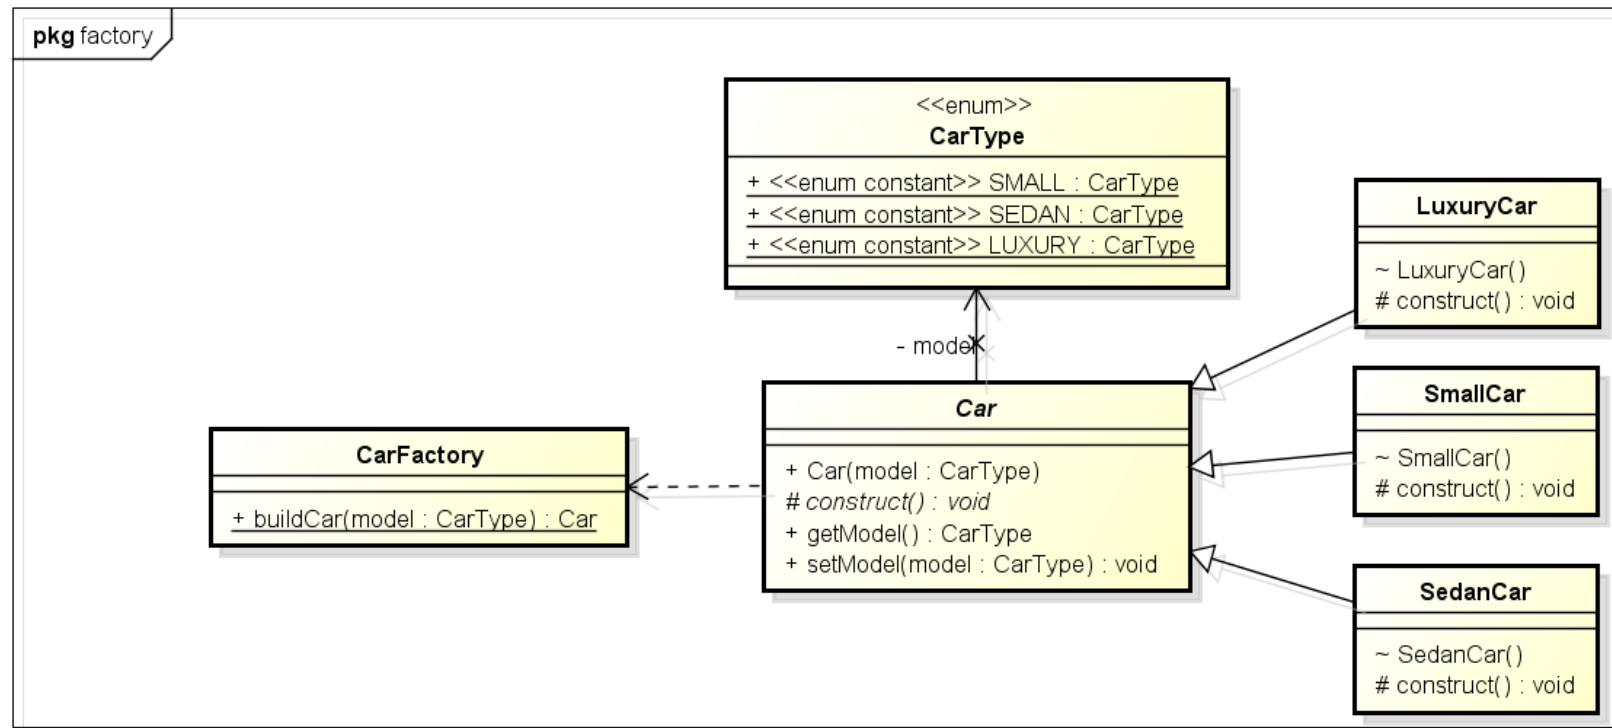 pkg factory
<<enum>>
CarType
+ <<enum constant>> SMALL : CarType
+ <<enum constant>> SEDAN : CarType
+ <<enum constant>> LUXURY : CarType
- model
LuxuryCar
~ LuxuryCar()
# construct() : void
SmallCar
~ SmallCar()
# construct() : void
Car
+ Car(model : CarType)
# construct() : void
+ getModel() : CarType
+ setModel(model : CarType) : void
CarFactory
+ buildCar(model : CarType) : Car
SedanCar
~ SedanCar()
# construct() : void